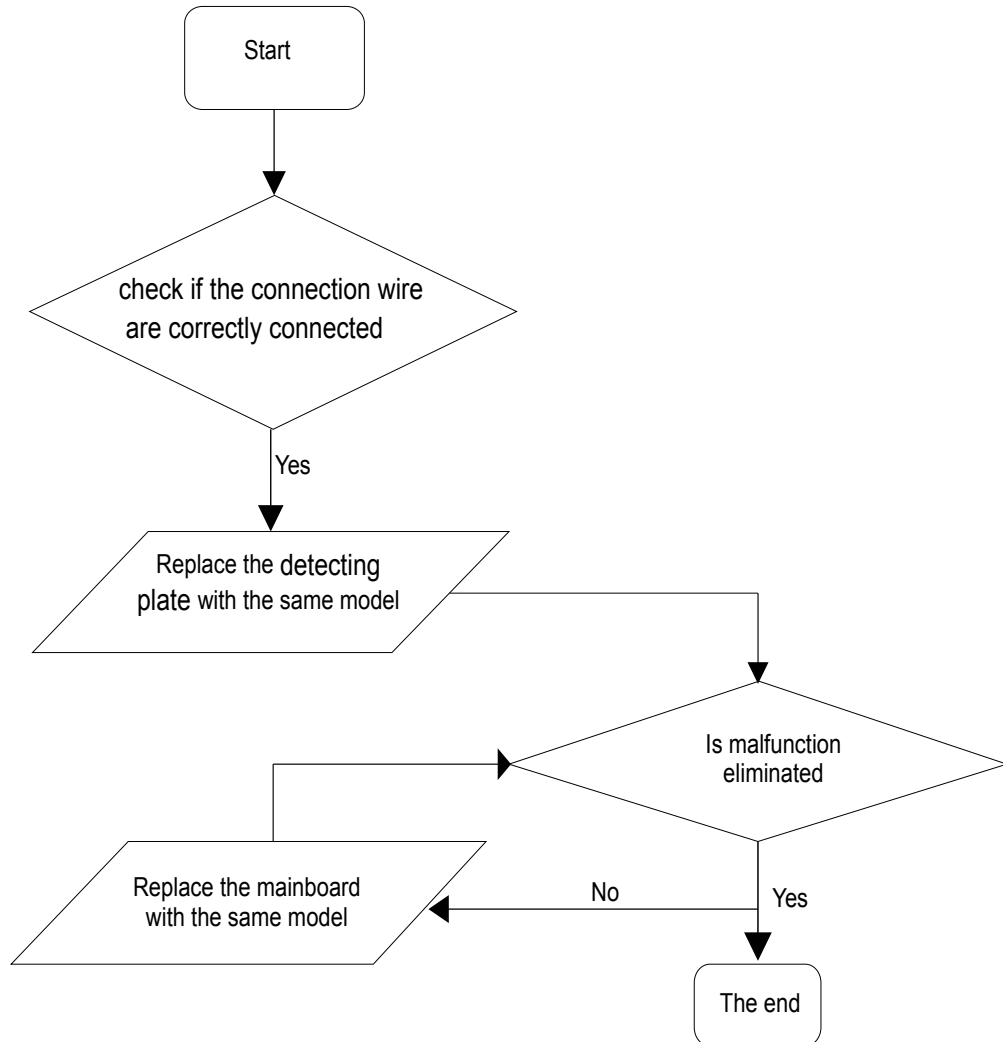 Start
check if the connection wire
are correctly connected
Yes
Replace the detecting
plate with the same model
Is malfunction
eliminated
Replace the mainboard
with the same model
No
Yes
The end